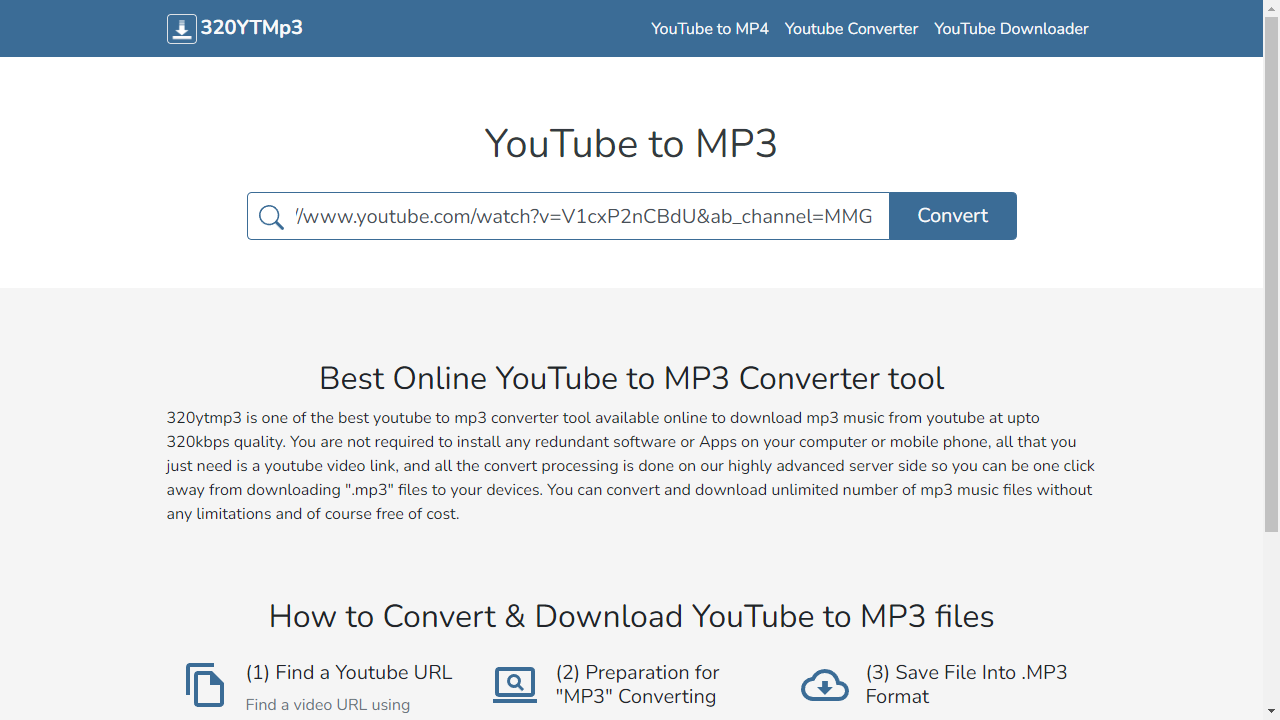 320YTMp3
YouTube to MP4
Youtube Converter
YouTube Downloader
YouTube to MP3
//www.youtube.com/watch?v=V1cxP2nCBdU&ab_channel=MMG
Convert
Best Online YouTube to MP3 Converter tool
320ytmp3 is one of the best youtube to mp3 converter tool available online to download mp3 music from youtube at upto
320kbps quality. You are not required to install any redundant software or Apps on your computer or mobile phone, all that you
just need is a youtube video link, and all the convert processing is done on our highly advanced server side so you can be one click
away from downloading ".mp3" files to your devices. You can convert and download unlimited number of mp3 music files without
any limitations and of course free of cost.
How to Convert & Download YouTube to MP3 files
(1) Find a Youtube URL
Find a video URL using
(2) Preparation for
"MP3" Converting
(3) Save File Into .MP3
Format